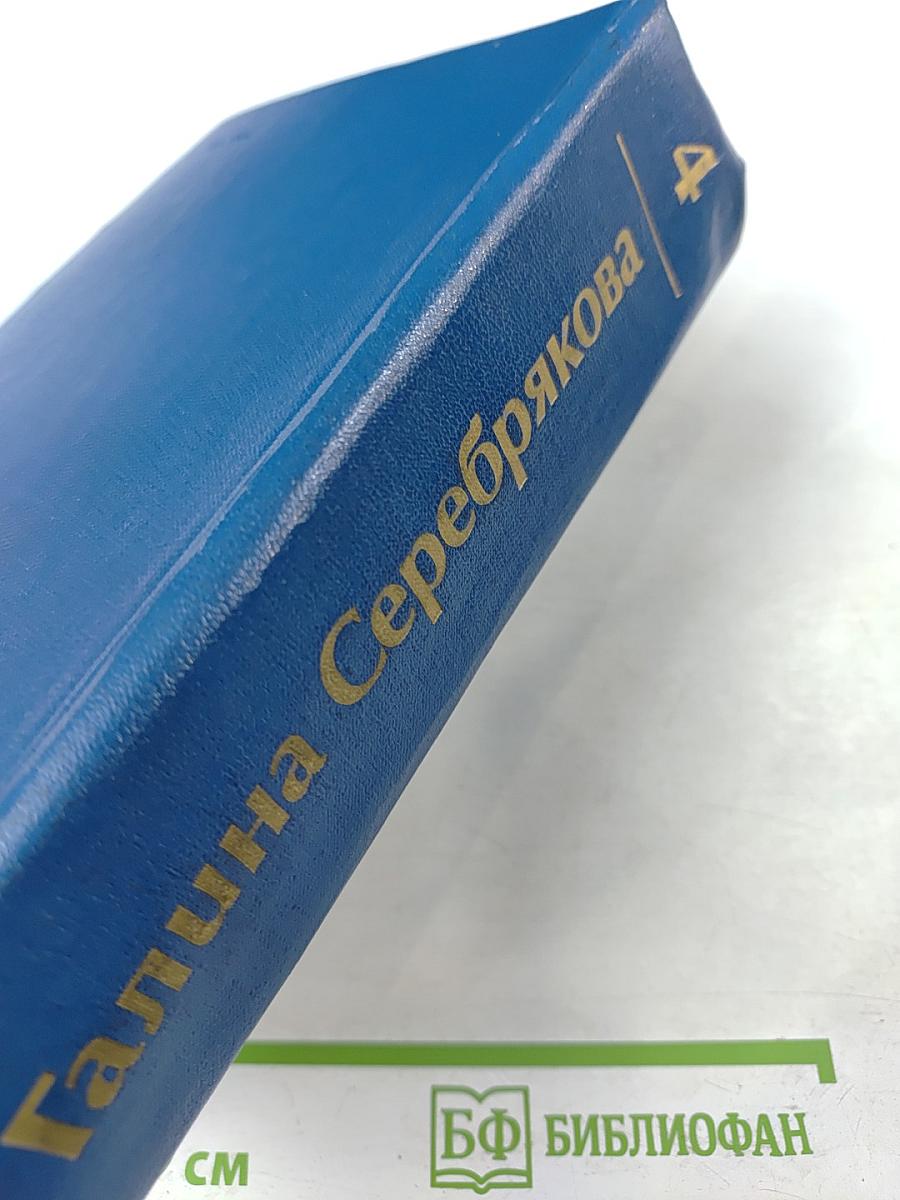 Галина Серебрякова
4
см
БФ БИБЛИОФАН